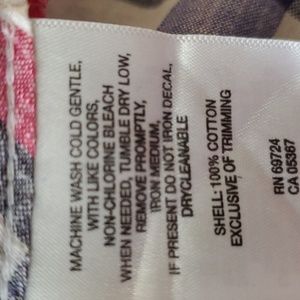 MACHINE WASH COLD GENTLE,
WITH LIKE COLORS,
NON-CHLORINE BLEACH
WHEN NEEDED, TUMBLE DRY LOW,
REMOVE PROMPTLY,
IRON MEDIUM,
IF PRESENT DO NOT IRON DECAL,
DRYCLEANABLE
SHELL: 100% COTTON
EXCLUSIVE OF TRIMMING
RN 69724
CA 05367